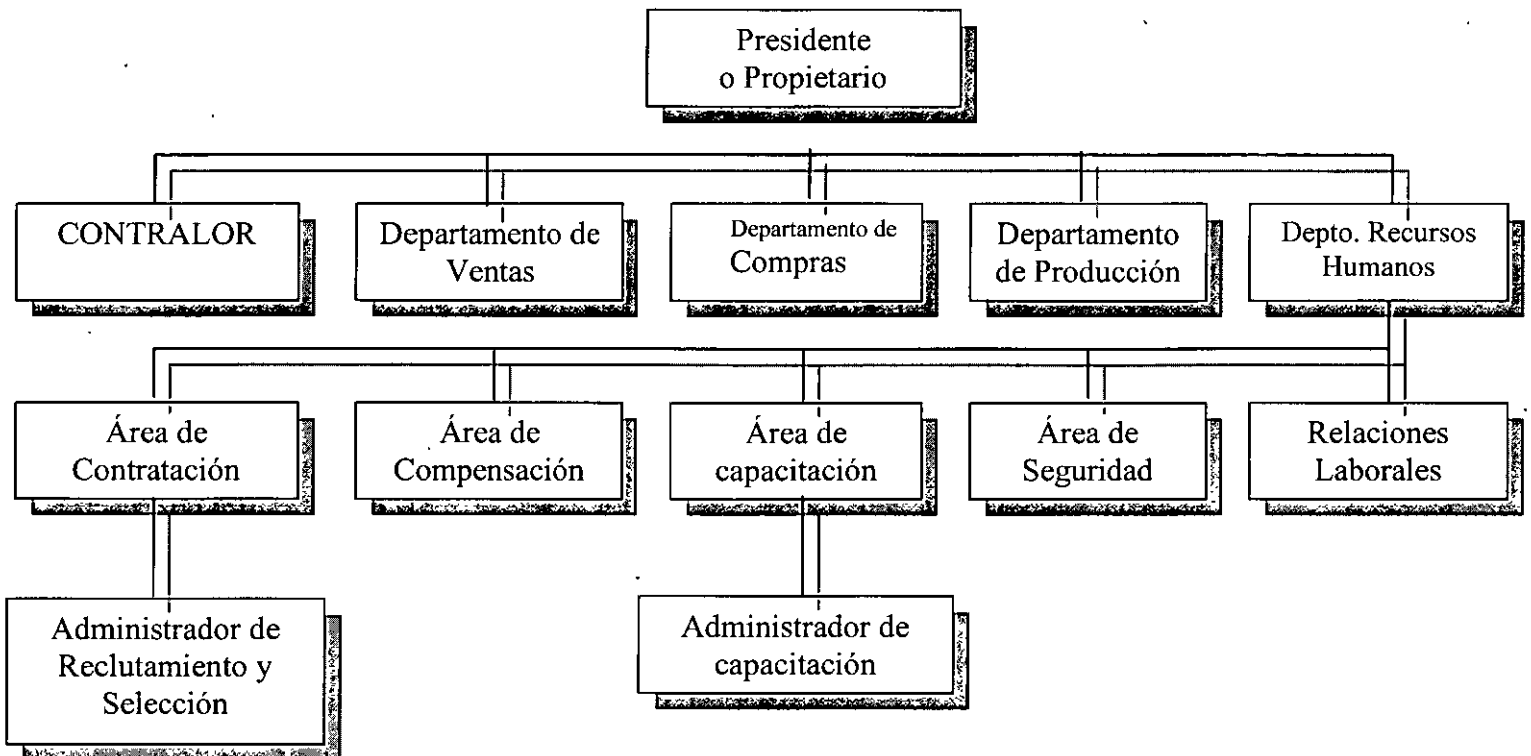 Presidente
o Propietario
CONTRALOR
Departamento de
Ventas
Departamento de
Compras
Departamento
de Producción
Depto. Recursos
Humanos
Área de
Contratación
Área de
Compensación
Área de
capacitación
Área de
Seguridad
Relaciones
Laborales
Administrador de
Reclutamiento y
Selección
Administrador de
capacitación